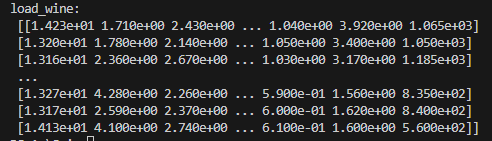 load_wine:
[[1.423e+01 1.710e+00 2.430e+00 ... 1.040e+00 3.920e+00 1.065e+03]
[1.320e+01 1.780e+00 2.140e+00 ... 1.050e+00 3.400e+00 1.050e+03]
[1.316e+01 2.360e+00 2.670e+00 ... 1.030e+00 3.170e+00 1.185e+03]
...
[1.327e+01 4.280e+00 2.260e+00 ... 5.900e-01 1.560e+00 8.350e+02]
[1.317e+01 2.590e+00 2.370e+00 ... 6.000e-01 1.620e+00 8.400e+02]
[1.413e+01 4.100e+00 2.740e+00 ... 6.100e-01 1.600e+00 5.600e+02]]